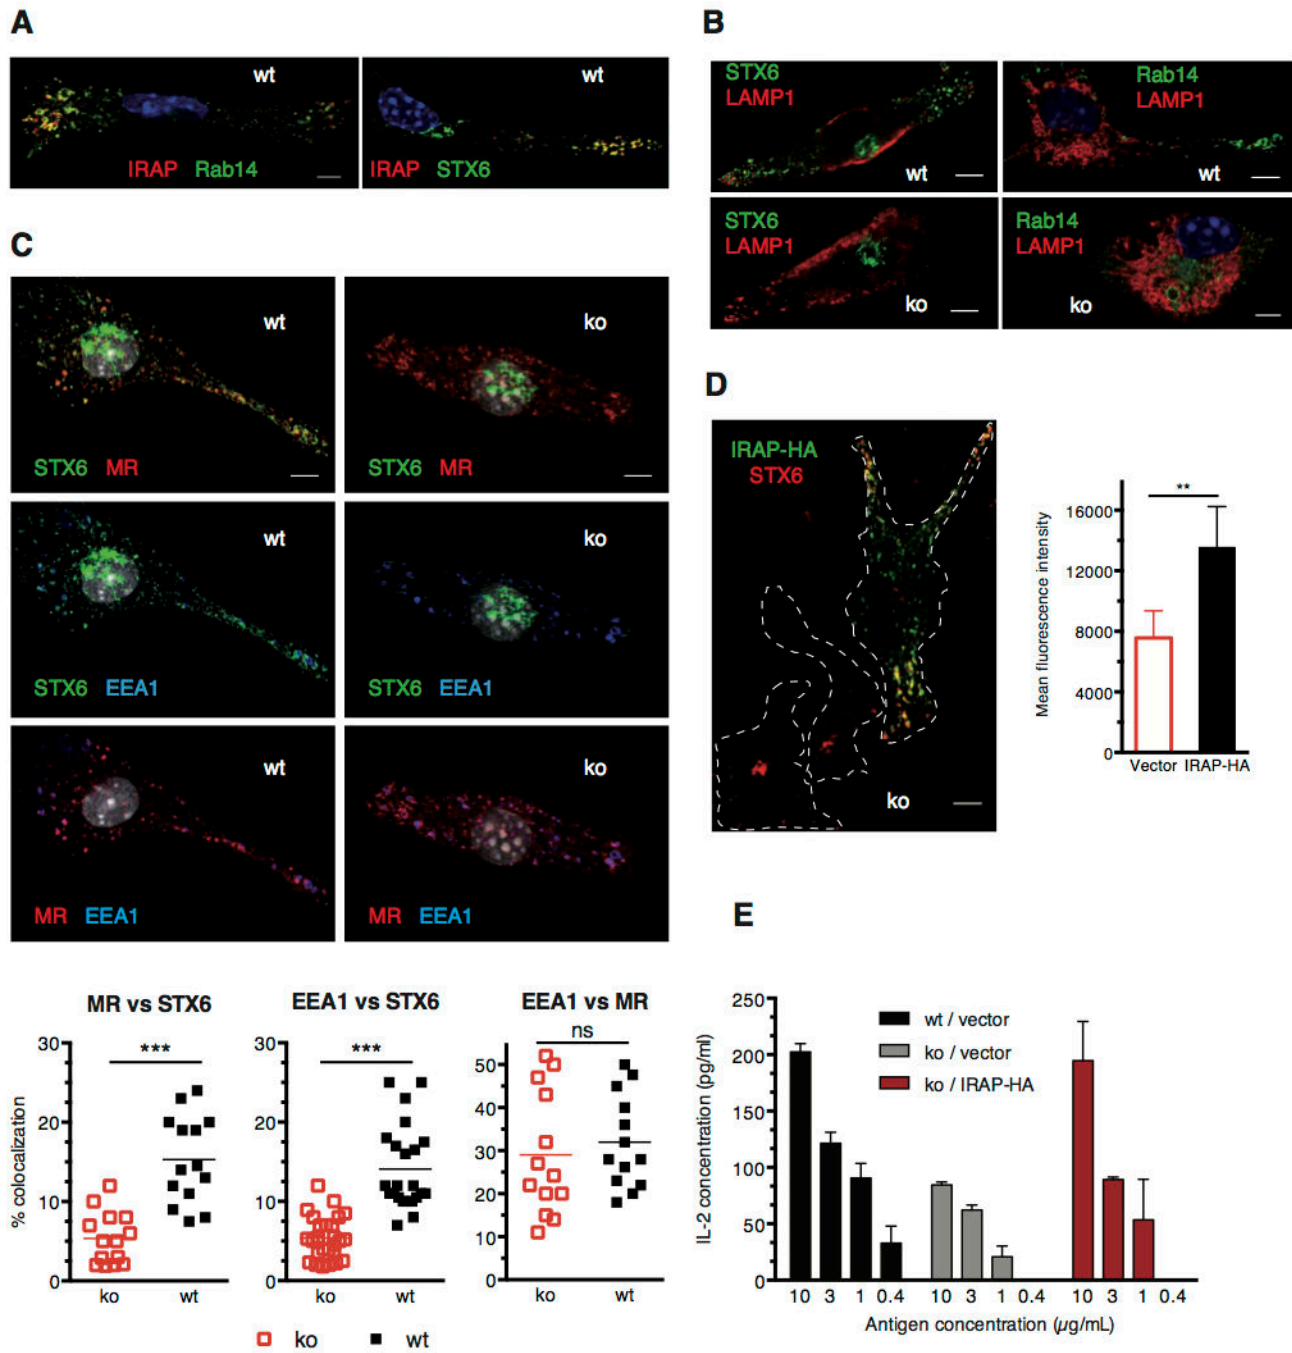 A
wt
IRAP Rab14
wt
IRAP STX6
B
STX6
LAMP1
wt
Rab14
LAMP1
wt
STX6
LAMP1
ko
Rab14
LAMP1
ko
C
wt
STX6 MR
ko
STX6 MR
wt
STX6 EEA1
ko
STX6 EEA1
wt
MR EEA1
ko
MR EEA1
MR vs STX6
***
% colocalization
30
20
10
0
ko wt
EEA1 vs STX6
***
30
20
10
0
ko wt
EEA1 vs MR
ns
50
40
30
20
10
0
ko wt
ko wt
D
IRAP-HA
STX6
ko
**
Mean fluorescence intensity
16000
12000
8000
4000
0
Vector IRAP-HA
E
IL-2 concentration (pg/ml)
250
200
150
100
50
0
wt / vector
ko / vector
ko / IRAP-HA
10 3 1 0.4 10 3 1 0.4 10 3 1 0.4
Antigen concentration (µg/mL)